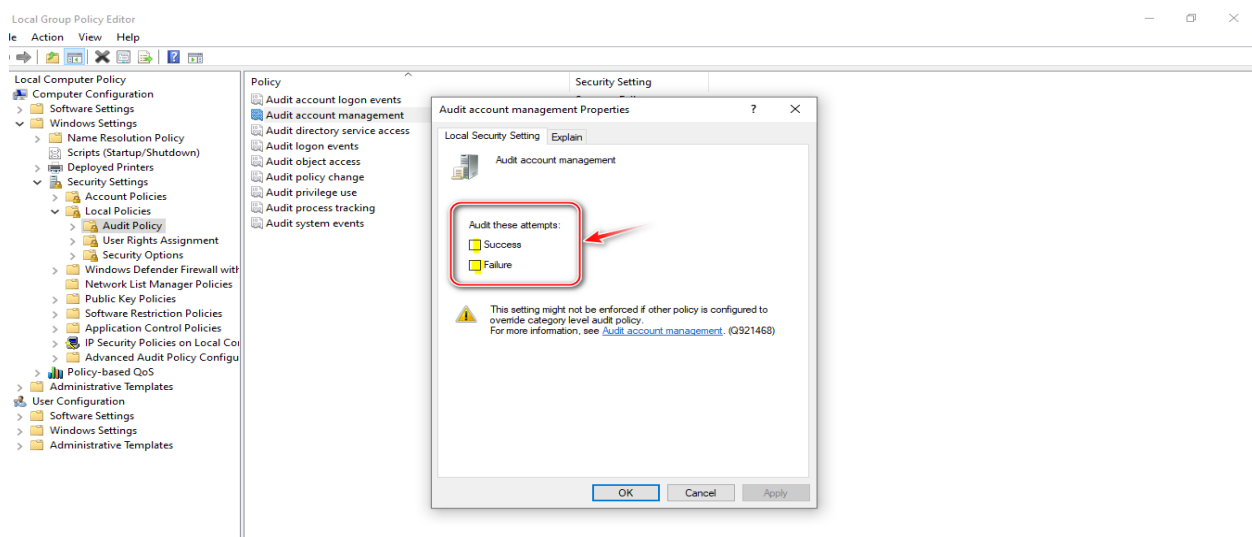 Local Group Policy Editor
le Action View Help
Local Computer Policy
Computer Configuration
Software Settings
Windows Settings
Name Resolution Policy
Scripts (Startup/Shutdown)
Deployed Printers
Security Settings
Account Policies
Local Policies
Audit Policy
User Rights Assignment
Security Options
Windows Defender Firewall with
Network List Manager Policies
Public Key Policies
Software Restriction Policies
Application Control Policies
IP Security Policies on Local Co
Advanced Audit Policy Configu
Policy-based QoS
Administrative Templates
User Configuration
Software Settings
Windows Settings
Administrative Templates
Policy Security Setting
Audit account logon events
Audit account management
Audit directory service access
Audit logon events
Audit object access
Audit policy change
Audit privilege use
Audit process tracking
Audit system events
Audit account management Properties ? ×
Local Security Setting Explain
Audit account management
Audit these attempts:
Success
Failure
This setting might not be enforced if other policy is configured to
override category level audit policy.
For more information, see Audit account management. (Q921468)
OK Cancel Apply